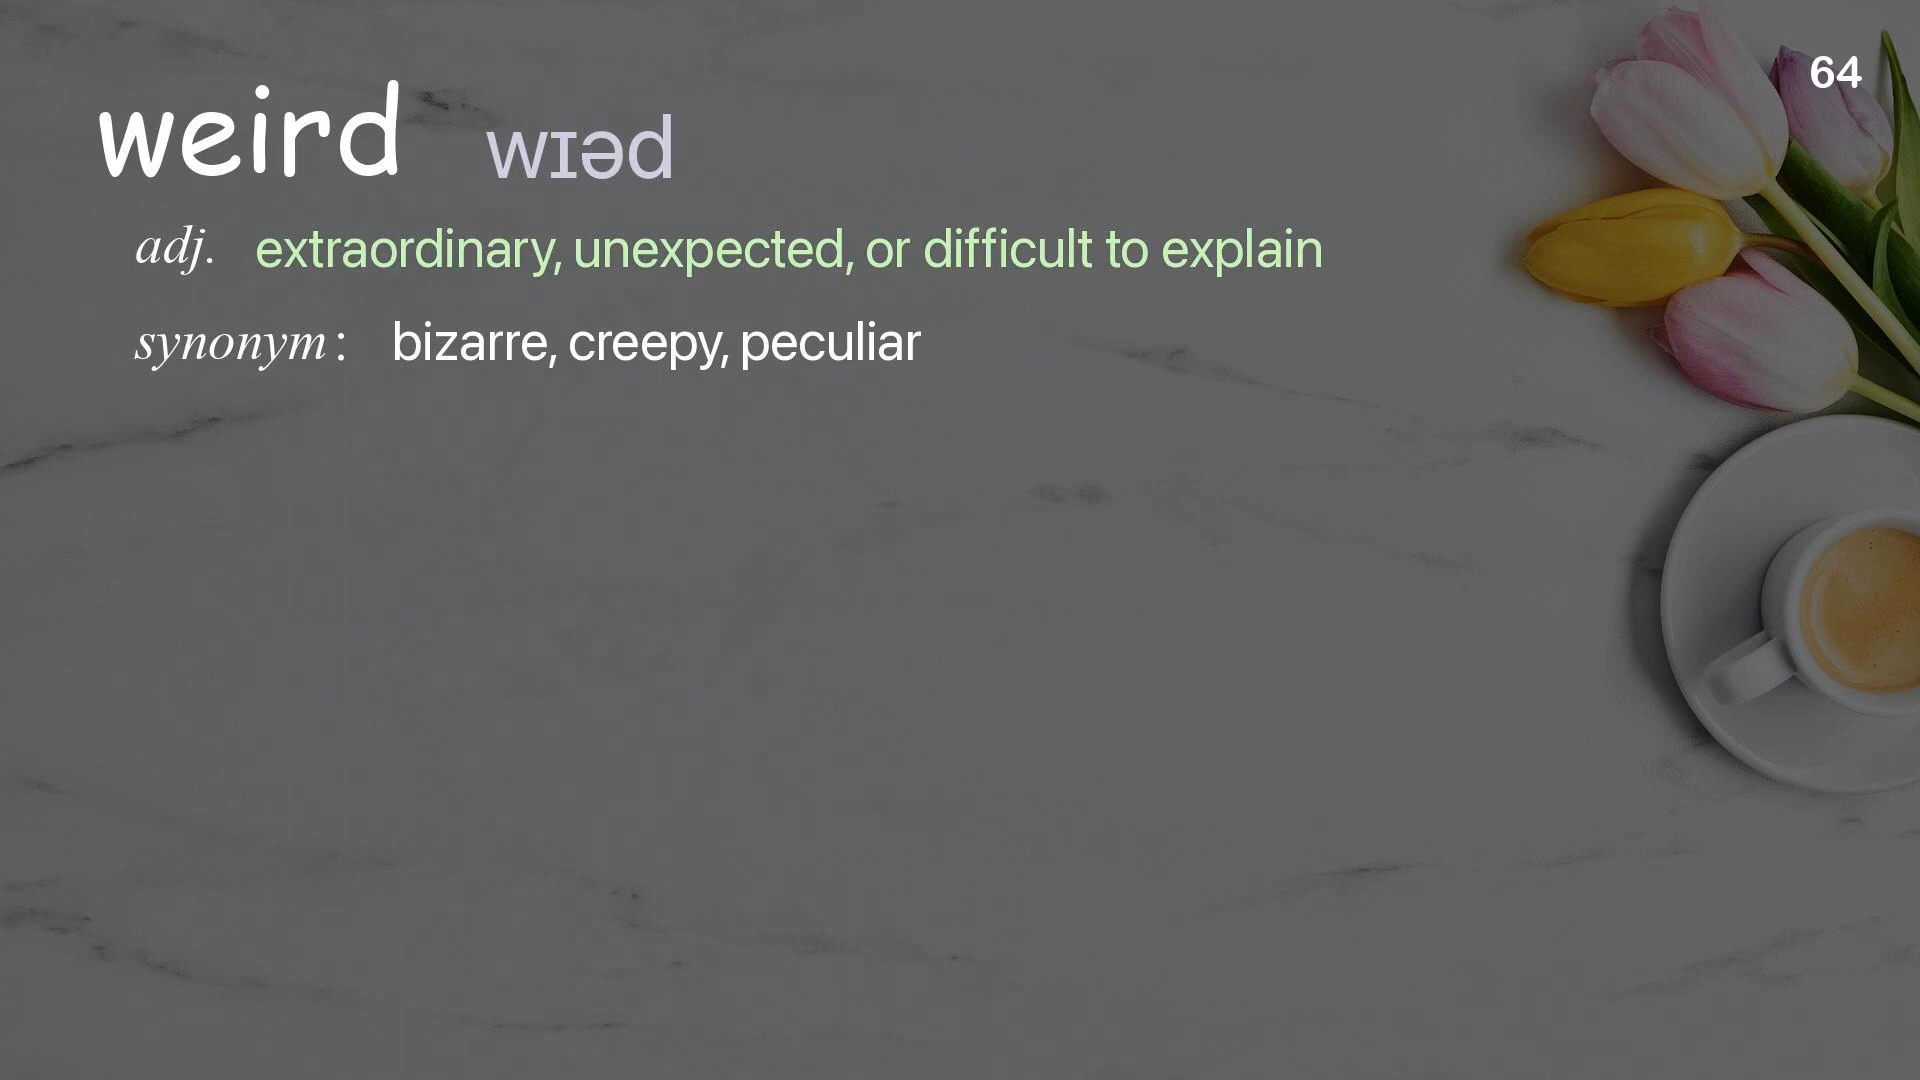 64
weird wɪəd
adj. extraordinary, unexpected, or difficult to explain
synonym : bizarre, creepy, peculiar